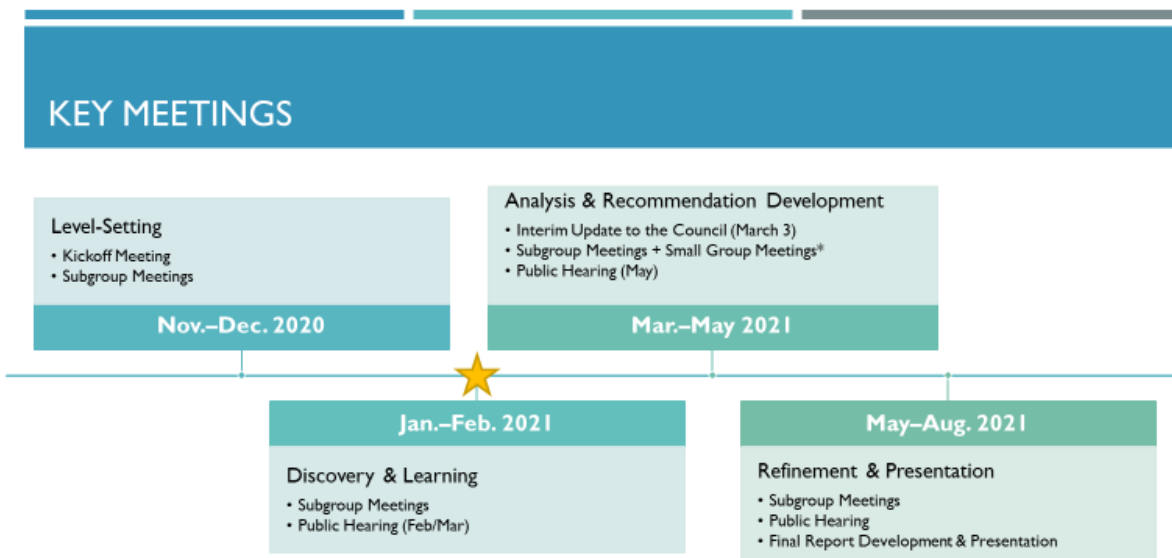 KEY MEETINGS
Level-Setting
• Kickoff Meeting
• Subgroup Meetings
Nov.–Dec. 2020
Analysis & Recommendation Development
• Interim Update to the Council (March 3)
• Subgroup Meetings + Small Group Meetings*
• Public Hearing (May)
Mar.–May 2021
Jan.–Feb. 2021
Discovery & Learning
• Subgroup Meetings
• Public Hearing (Feb/Mar)
May–Aug. 2021
Refinement & Presentation
• Subgroup Meetings
• Public Hearing
• Final Report Development & Presentation